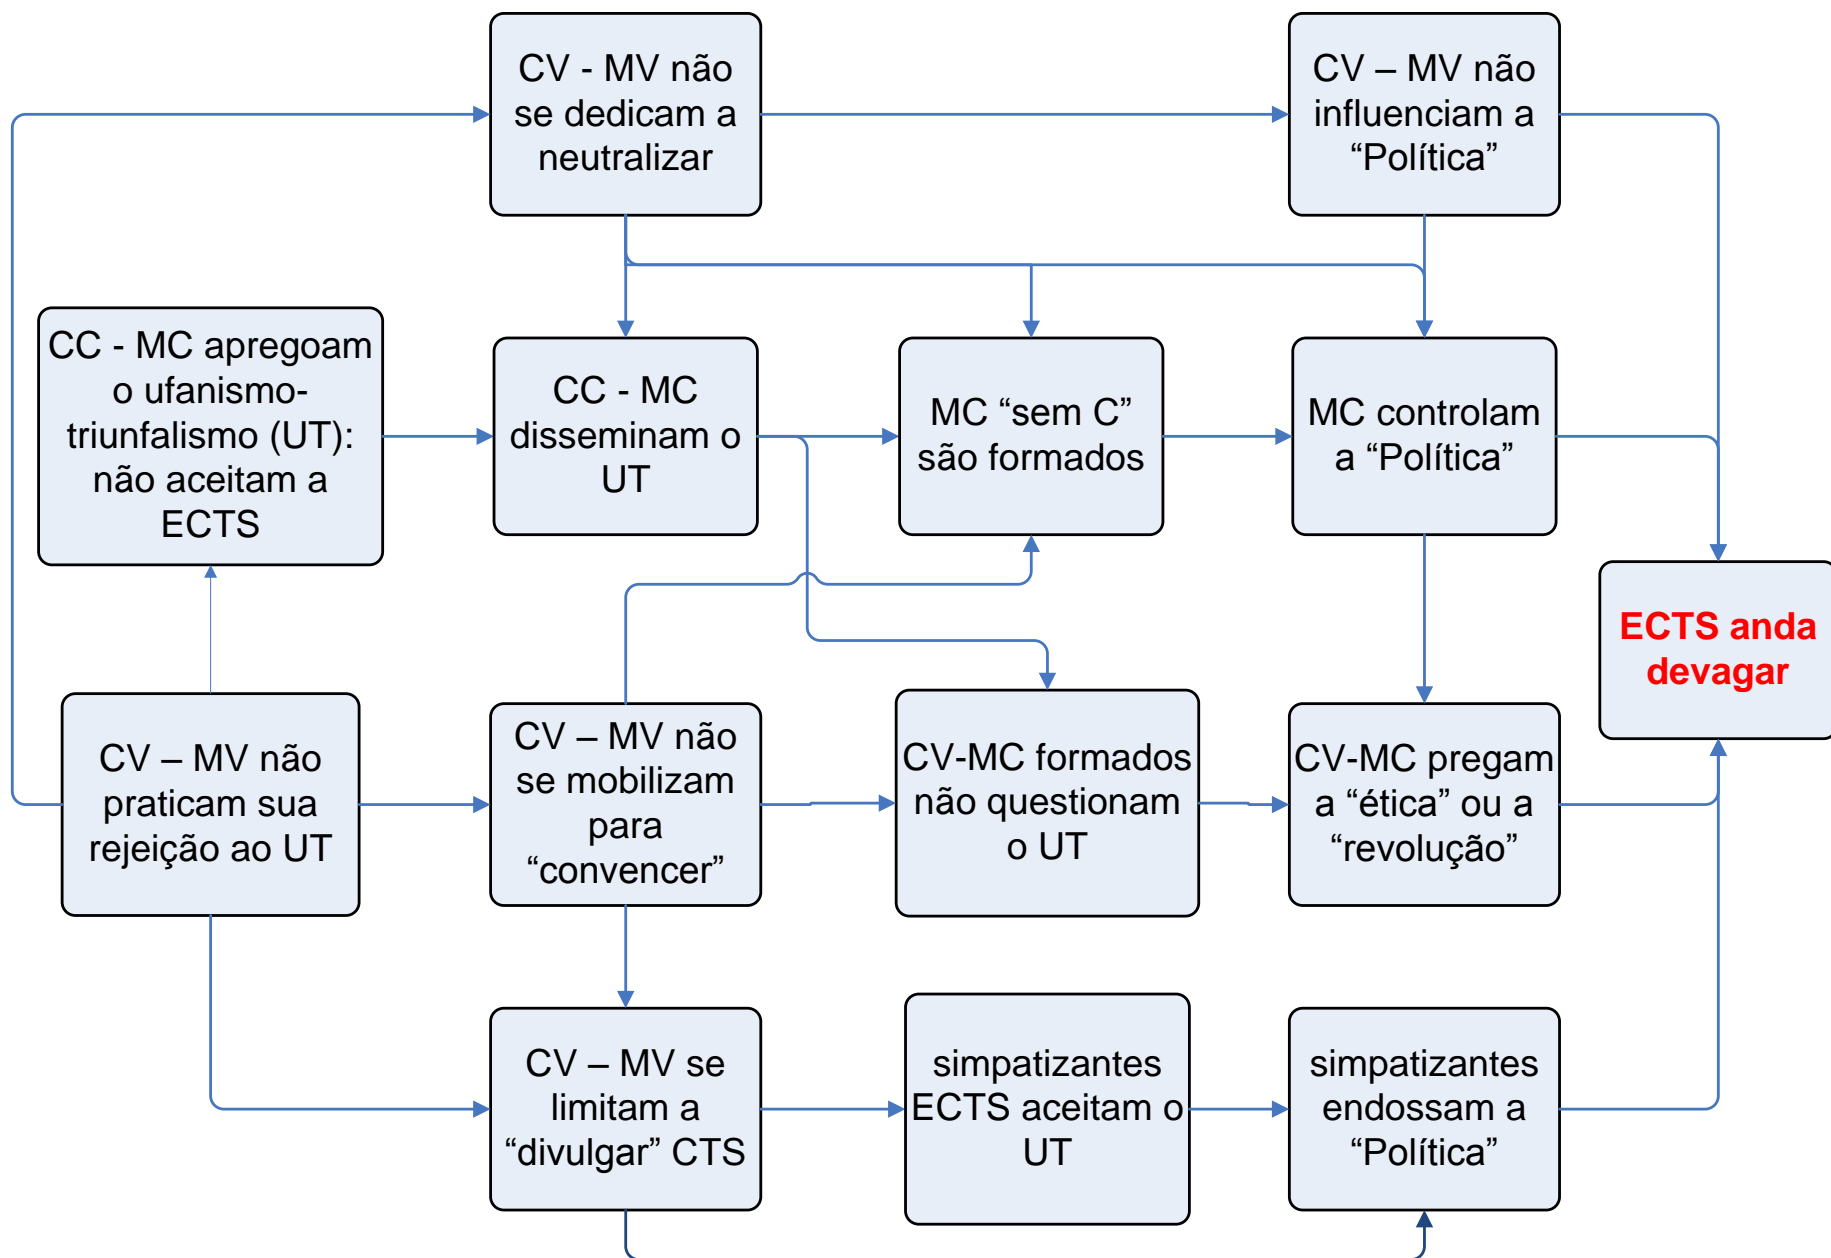 CV - MV não
se dedicam a
neutralizar
CV – MV não
influenciam a
“Política”
CC - MC apregoam
o ufanismo-
triunfalismo (UT):
não aceitam a
ECTS
CC - MC
disseminam o
UT
MC “sem C”
são formados
MC controlam
a “Política”
ECTS anda
devagar
CV – MV não
praticam sua
rejeição ao UT
CV – MV não
se mobilizam
para
“convencer”
CV-MC formados
não questionam
o UT
CV-MC pregam
a “ética” ou a
“revolução”
CV – MV se
limitam a
“divulgar” CTS
simpatizantes
ECTS aceitam o
UT
simpatizantes
endossam a
“Política”